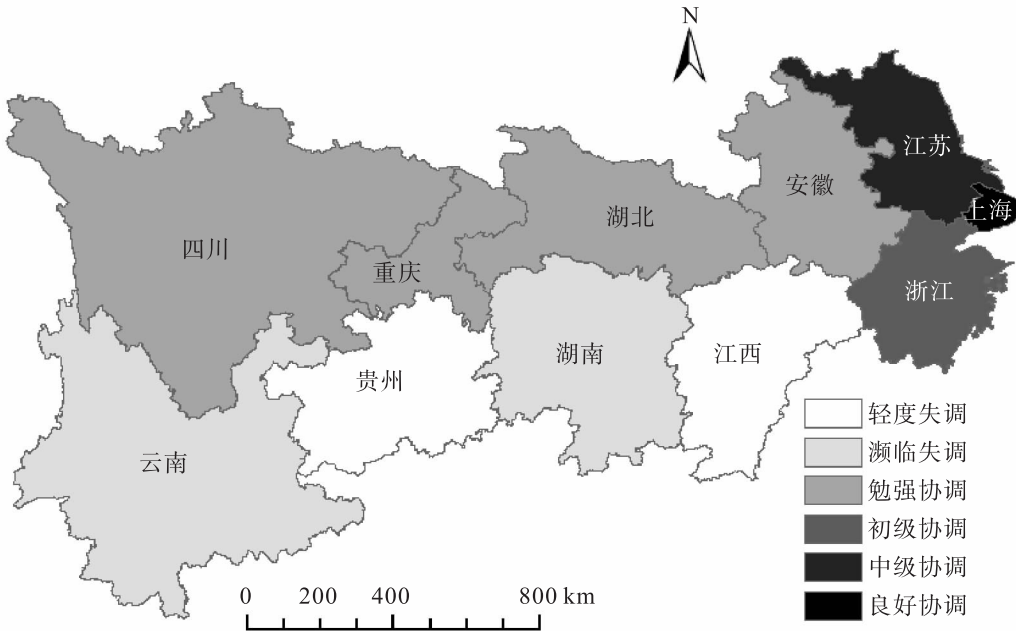 N
江苏
安徽
上海
湖北
四川
重庆
浙江
湖南
江西
贵州
云南
轻度失调
濒临失调
勉强协调
初级协调
中级协调
良好协调
0 200 400 800 km